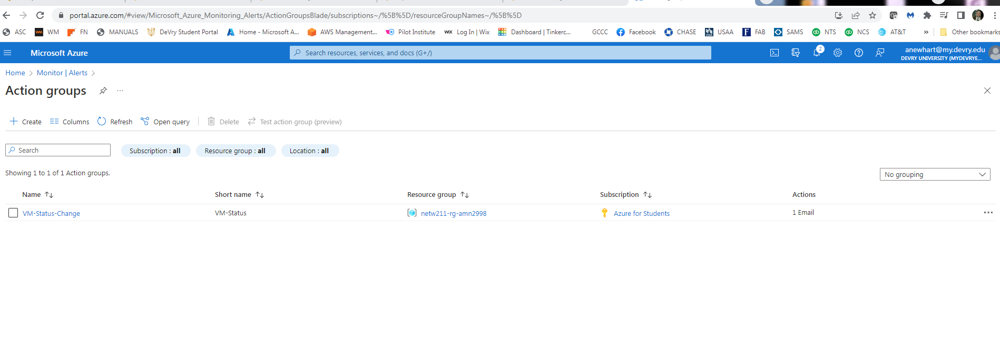 portal.azure.com/#view/Microsoft_Azure_Monitoring_Alerts/ActionGroupsBlade/subscriptions~/%5B%5D/resourceGroupNames~/%5B%5D
ASC WM FN MANUALS DeVry Student Portal Home - Microsoft A... AWS Management... Pilot Institute WIX Log In | Wix Dashboard | Tinkerc... GCCC Facebook CHASE USAA FAB SAMS NTS NCS AT&T » Other bookmarks
Microsoft Azure Search resources, services, and docs (G+/) 2 anewhart@my.devry.edu
DEVRY UNIVERSITY (MYDEVRYE...
Home > Monitor | Alerts >
Action groups ...
Create Columns Refresh Open query Delete Test action group (preview)
Search Subscription : all Resource group : all Location : all
Showing 1 to 1 of 1 Action groups. No grouping
Name Short name Resource group Subscription Actions
VM-Status-Change VM-Status netw211-rg-amn2998 Azure for Students 1 Email